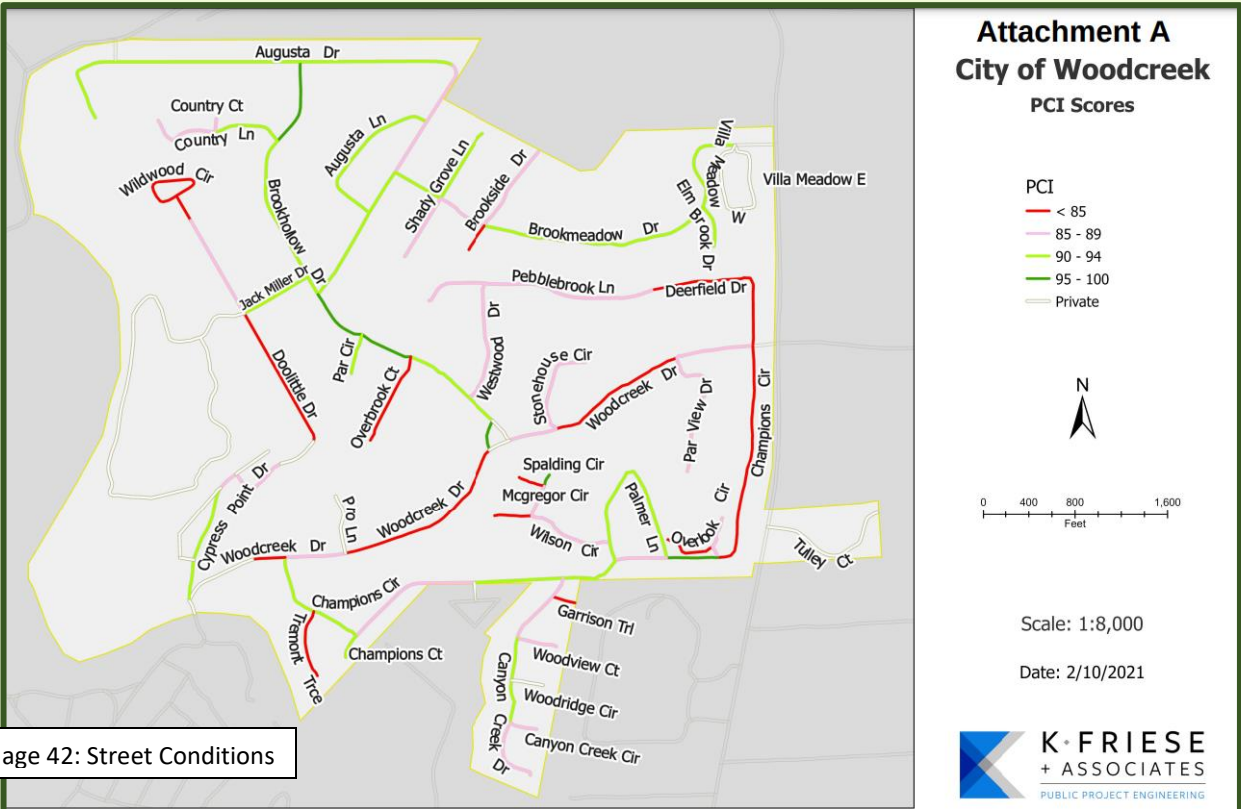 Attachment A
City of Woodcreek
PCI Scores
PCI
< 85
85 - 89
90 - 94
95 - 100
Private
N
0 400 800 1,600
Feet
Scale: 1:8,000
Date: 2/10/2021
K·FRIESE
+ ASSOCIATES
PUBLIC PROJECT ENGINEERING
Augusta Dr
Country Ct
Country Ln
Augusta Ln
Wildwood Cir
Brookhollow Dr
Shady Grove Ln
Brookside Dr
Villa Meadow W
Villa Meadow E
Elm Brook Dr
Brookmeadow Dr
Jack Miller Dr
Pebblebrook Ln
Deerfield Dr
Doolittle Dr
Par Cir
Overbrook Ct
Westwood Dr
Stonehouse Cir
Woodcreek Dr
Par View Dr
Champions Cir
Spalding Cir
Mcgregor Cir
Palmer Ln
Overlook Cir
Cypress Point Dr
Pro Ln
Woodcreek Dr
Wilson Cir
Woodcreek Dr
Tulley Ct
Champions Cir
Tremont Trce
Champions Ct
Garrison Trl
Woodview Ct
Canyon Creek Dr
Woodridge Cir
Canyon Creek Cir
age 42: Street Conditions